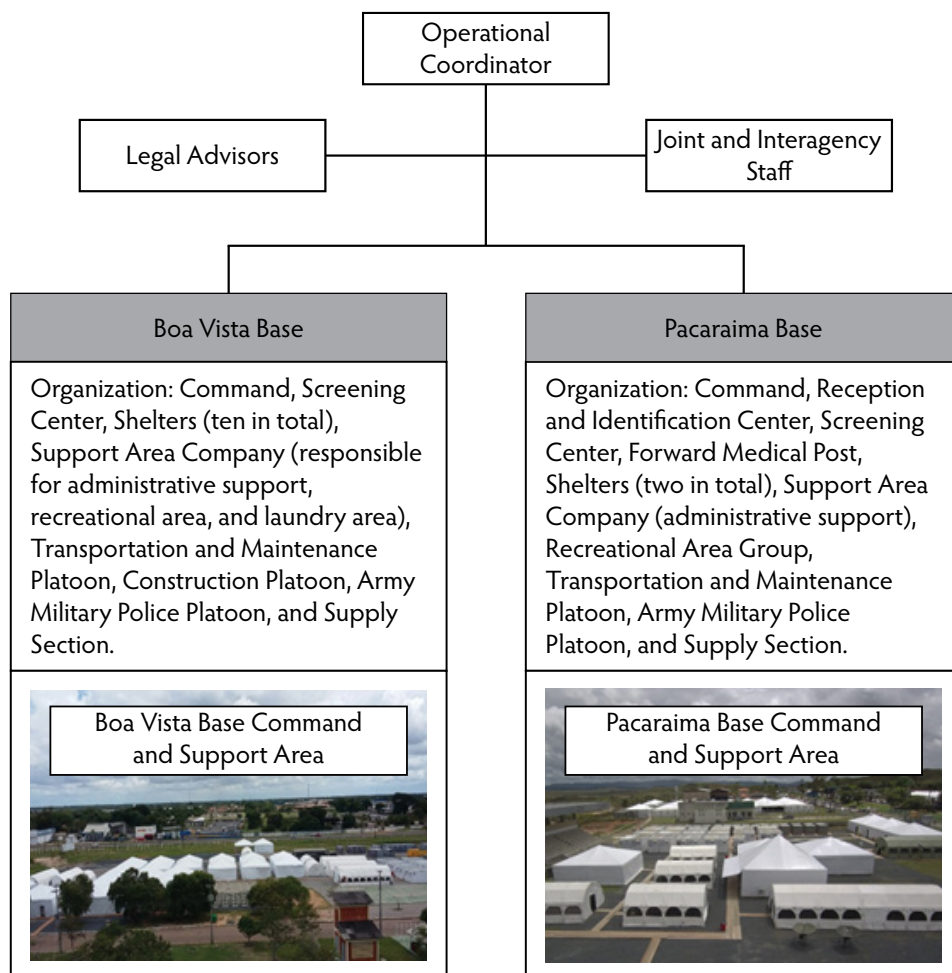 Operational
Coordinator
Legal Advisors
Joint and Interagency
Staff
Boa Vista Base
Organization: Command, Screening
Center, Shelters (ten in total),
Support Area Company (responsible
for administrative support,
recreational area, and laundry area),
Transportation and Maintenance
Platoon, Construction Platoon, Army
Military Police Platoon, and Supply
Section.
Boa Vista Base Command
and Support Area
Pacaraima Base
Organization: Command, Reception
and Identification Center, Screening
Center, Forward Medical Post,
Shelters (two in total), Support Area
Company (administrative support),
Recreational Area Group,
Transportation and Maintenance
Platoon, Army Military Police
Platoon, and Supply Section.
Pacaraima Base Command
and Support Area